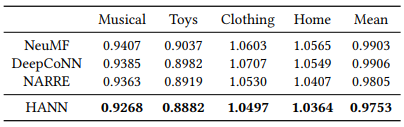 Musical Toys Clothing Home Mean
NeuMF 0.9407 0.9037 1.0603 1.0565 0.9903
DeepCoNN 0.9385 0.8982 1.0707 1.0549 0.9906
NARRE 0.9363 0.8919 1.0530 1.0407 0.9805
HANN 0.9268 0.8882 1.0497 1.0364 0.9753